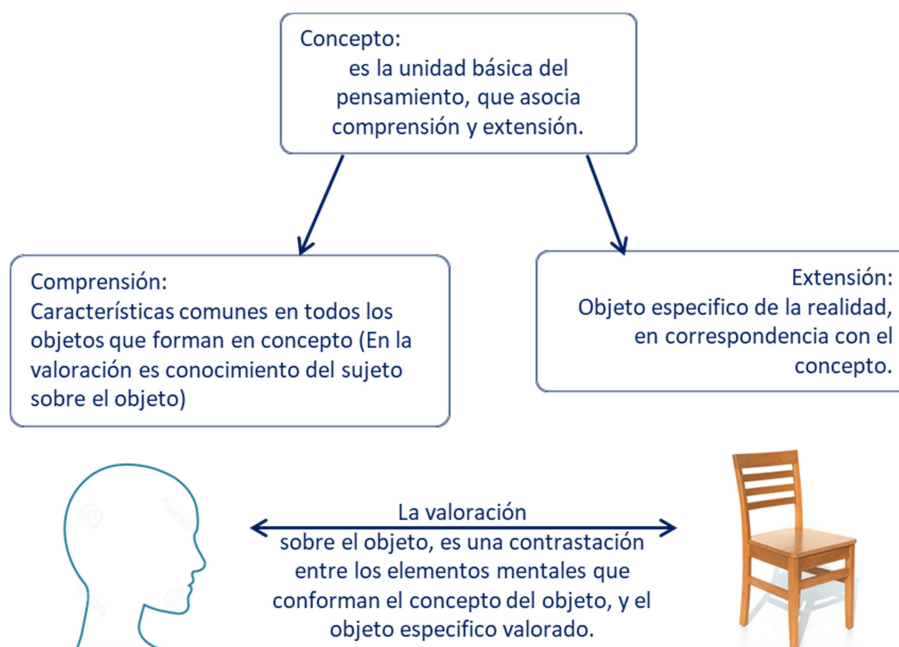 Concepto:
es la unidad básica del
pensamiento, que asocia
comprensión y extensión.
Comprensión:
Características comunes en todos los
objetos que forman en concepto (En la
valoración es conocimiento del sujeto
sobre el objeto)
Extensión:
Objeto especifico de la realidad,
en correspondencia con el
concepto.
La valoración
sobre el objeto, es una contrastación
entre los elementos mentales que
conforman el concepto del objeto, y el
objeto especifico valorado.